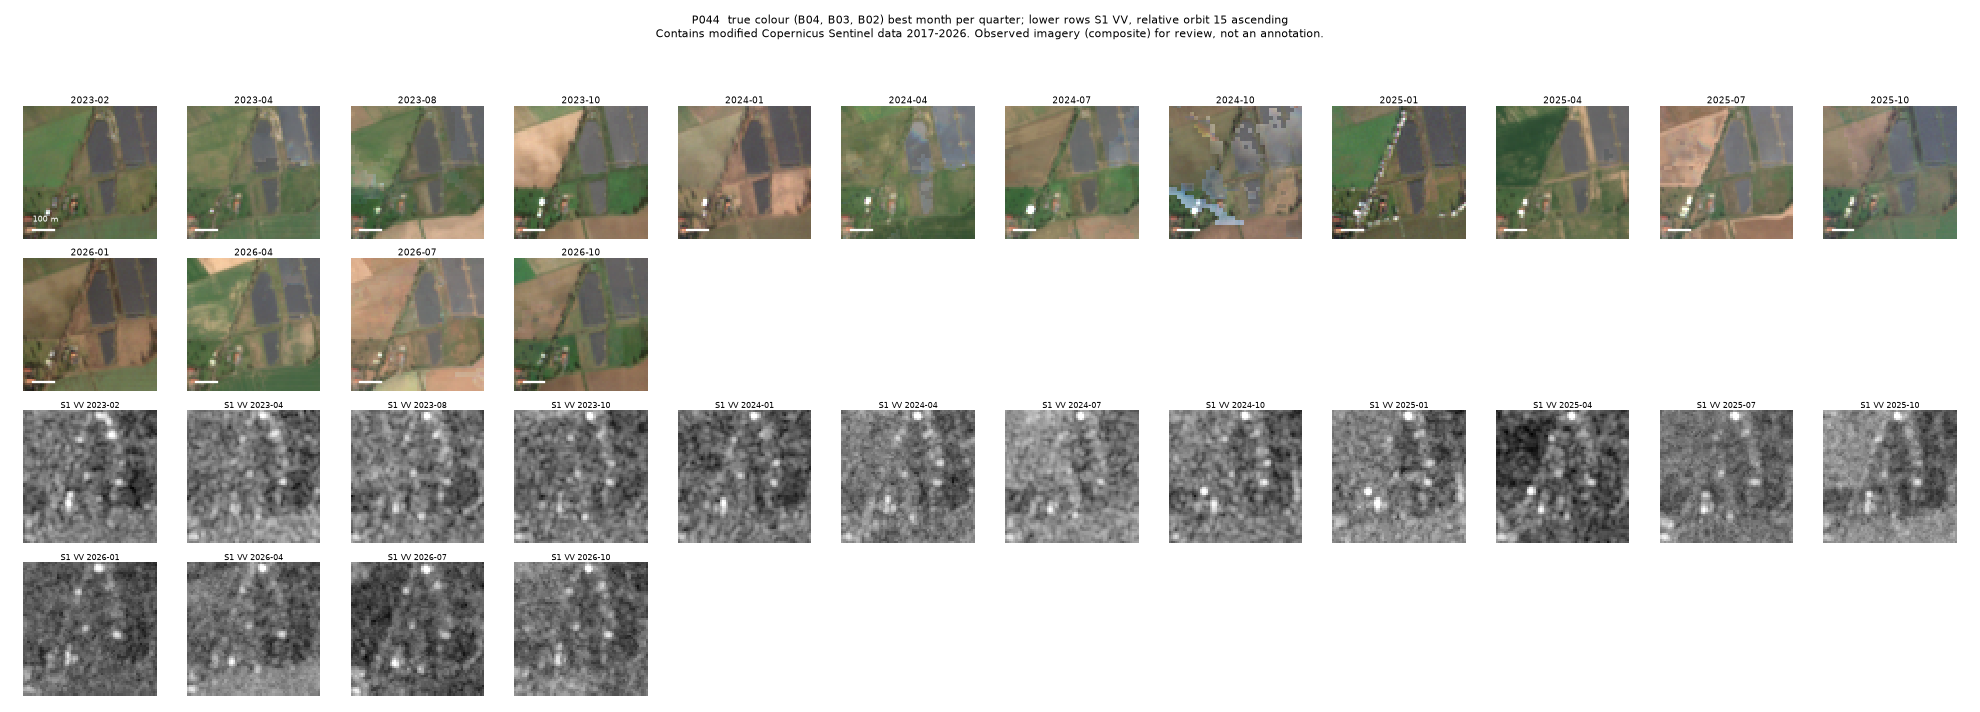 P044  true colour (B04, B03, B02) best month per quarter; lower rows S1 VV, relative orbit 15 ascending
Contains modified Copernicus Sentinel data 2017-2026. Observed imagery (composite) for review, not an annotation.
2023-02 2023-04 2023-08 2023-10 2024-01 2024-04 2024-07 2024-10 2025-01 2025-04 2025-07 2025-10
100 m
2026-01 2026-04 2026-07 2026-10
S1 VV 2023-02 S1 VV 2023-04 S1 VV 2023-08 S1 VV 2023-10 S1 VV 2024-01 S1 VV 2024-04 S1 VV 2024-07 S1 VV 2024-10 S1 VV 2025-01 S1 VV 2025-04 S1 VV 2025-07 S1 VV 2025-10
S1 VV 2026-01 S1 VV 2026-04 S1 VV 2026-07 S1 VV 2026-10